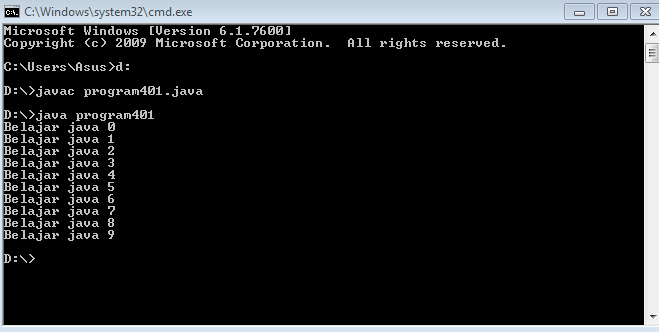 C:\Windows\system32\cmd.exe
Microsoft Windows [Version 6.1.7600]
Copyright (c) 2009 Microsoft Corporation.  All rights reserved.
C:\Users\Asus>d:
D:\>javac program401.java
D:\>java program401
Belajar java 0
Belajar java 1
Belajar java 2
Belajar java 3
Belajar java 4
Belajar java 5
Belajar java 6
Belajar java 7
Belajar java 8
Belajar java 9
D:\>